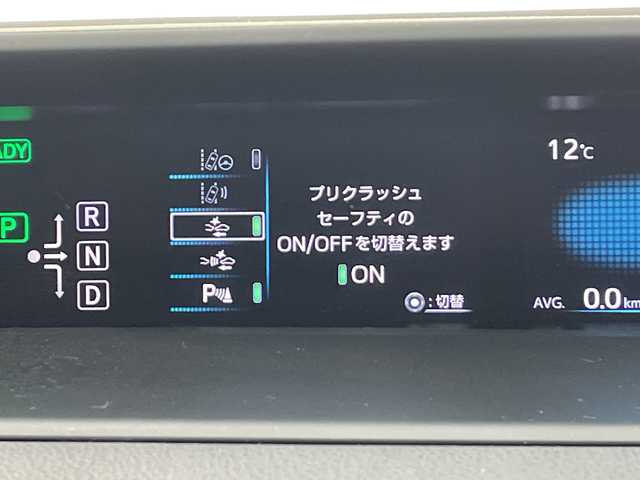 ADY
12℃
P
R
N
D
P
プリクラッシュ
セーフティの
ON/OFFを切替えます
ON
:切替
AVG. 0.0 km